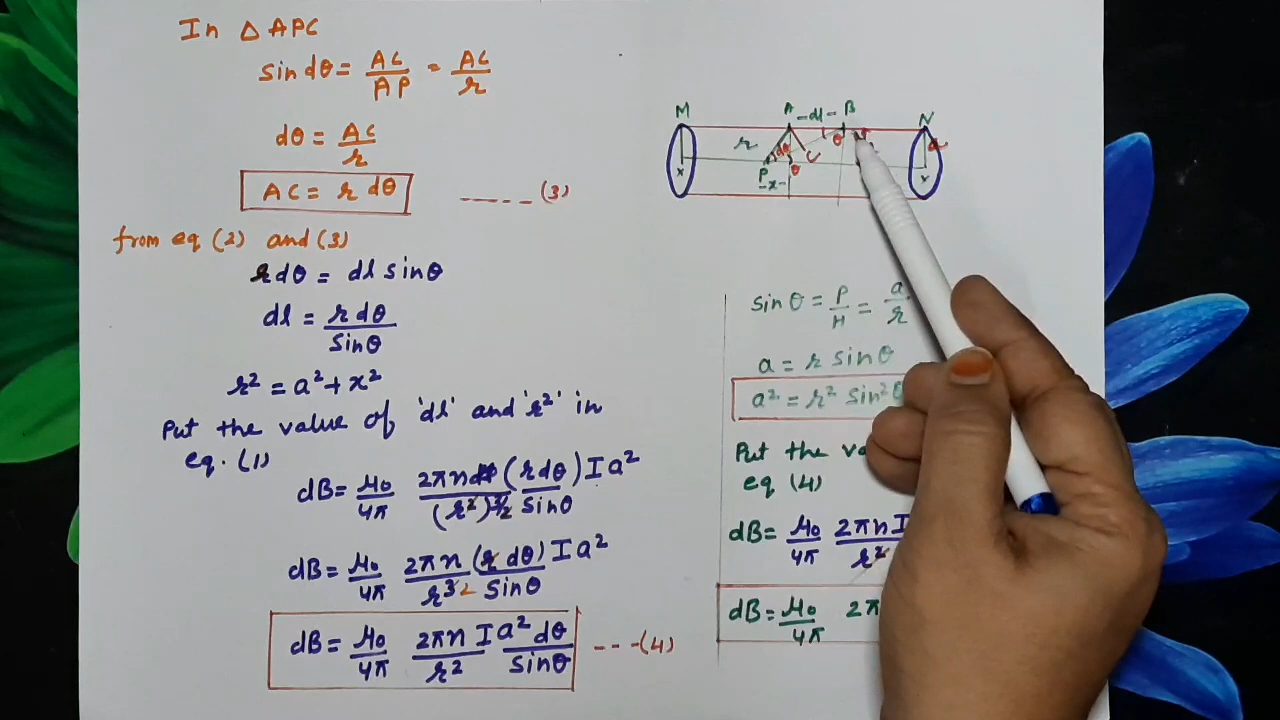 In △ APC
sin dθ = AC/AP = AC/r
dθ = AC/r
AC = r dθ ----- (3)
from eq (2) and (3)
rdθ = dl sinθ
dl = r dθ/sinθ
r² = a² + x²
Put the value of 'dl' and 'r²' in
eq. (1)
dB = μ₀/4π 2πn (rdθ) I a²/(r²)^3/2 sinθ
dB = μ₀/4π 2πn (r dθ) I a²/r³ sinθ
dB = μ₀/4π 2πn I a² dθ/r² sinθ ---(4)
M A -dl- B N
r dθ C θ a
P -x- θ
x x
sin θ = P/H = a/r
a = r sin θ
a² = r² sin²
Put the
eq (4)
dB = μ₀/4π 2πn I/r²
dB = μ₀/4π 2π